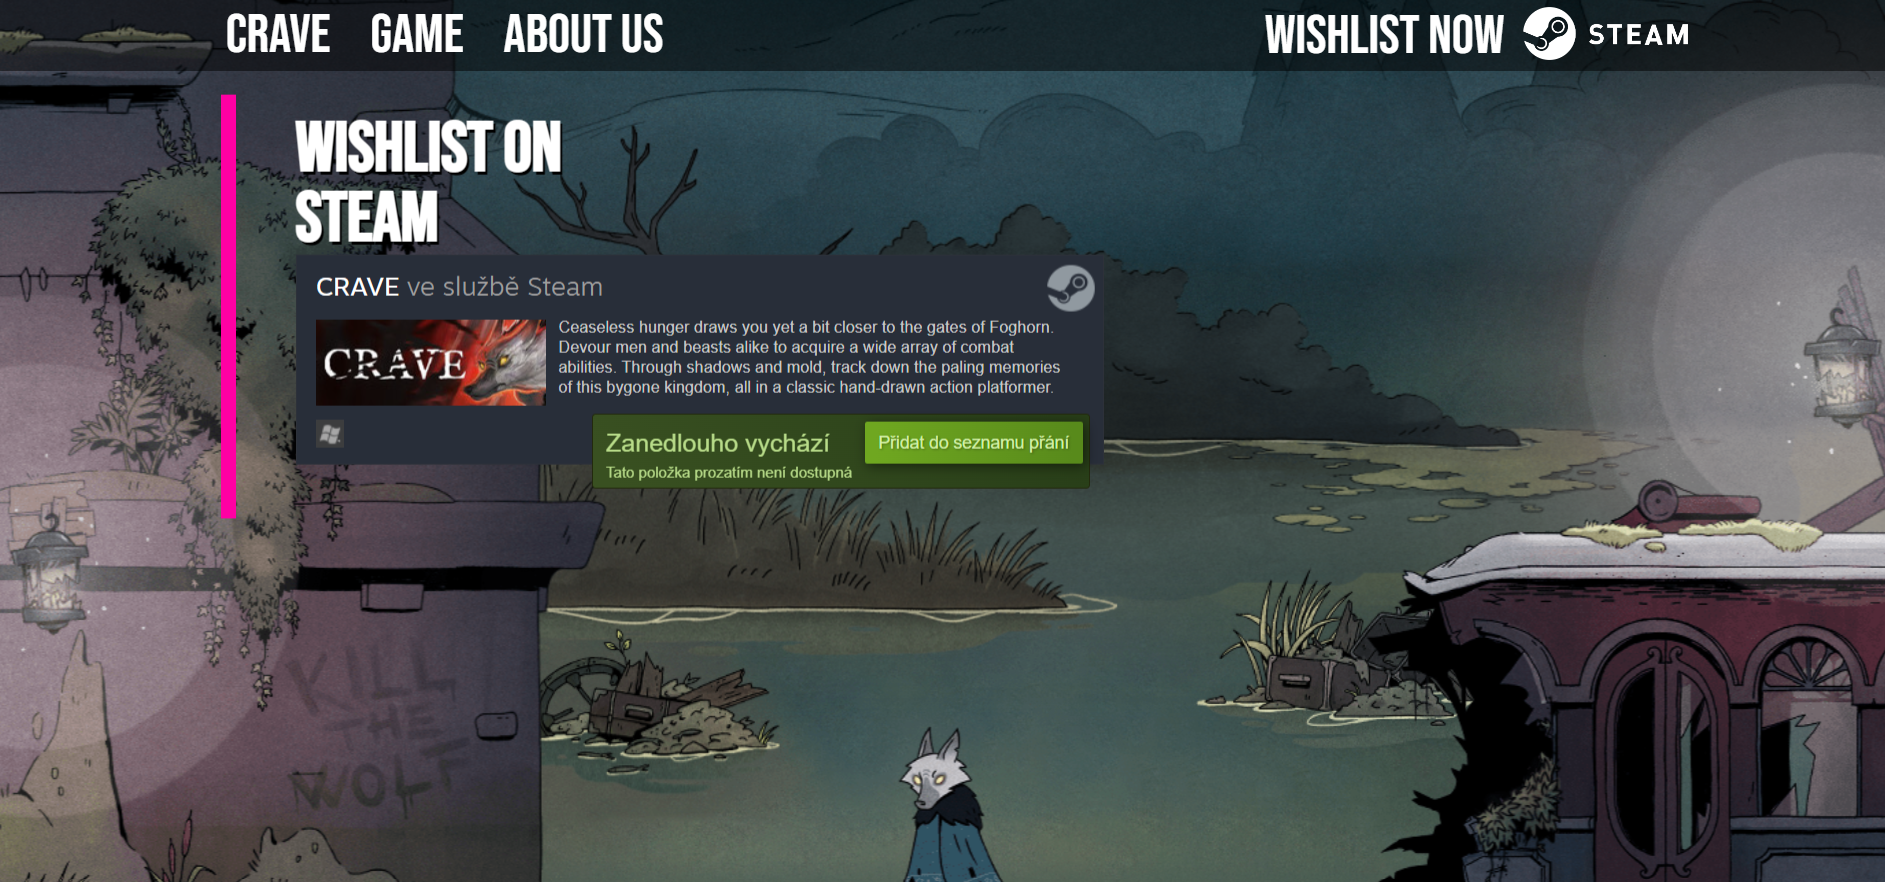 CRAVE GAME ABOUT US WISHLIST NOW STEAM
WISHLIST ON
STEAM
CRAVE ve službě Steam
CRAVE
Ceaseless hunger draws you yet a bit closer to the gates of Foghorn.
Devour men and beasts alike to acquire a wide array of combat
abilities. Through shadows and mold, track down the paling memories
of this bygone kingdom, all in a classic hand-drawn action platformer.
Zanedlouho vychází
Přidat do seznamu přání
Tato položka prozatím není dostupná
KILL
THE
WOLF